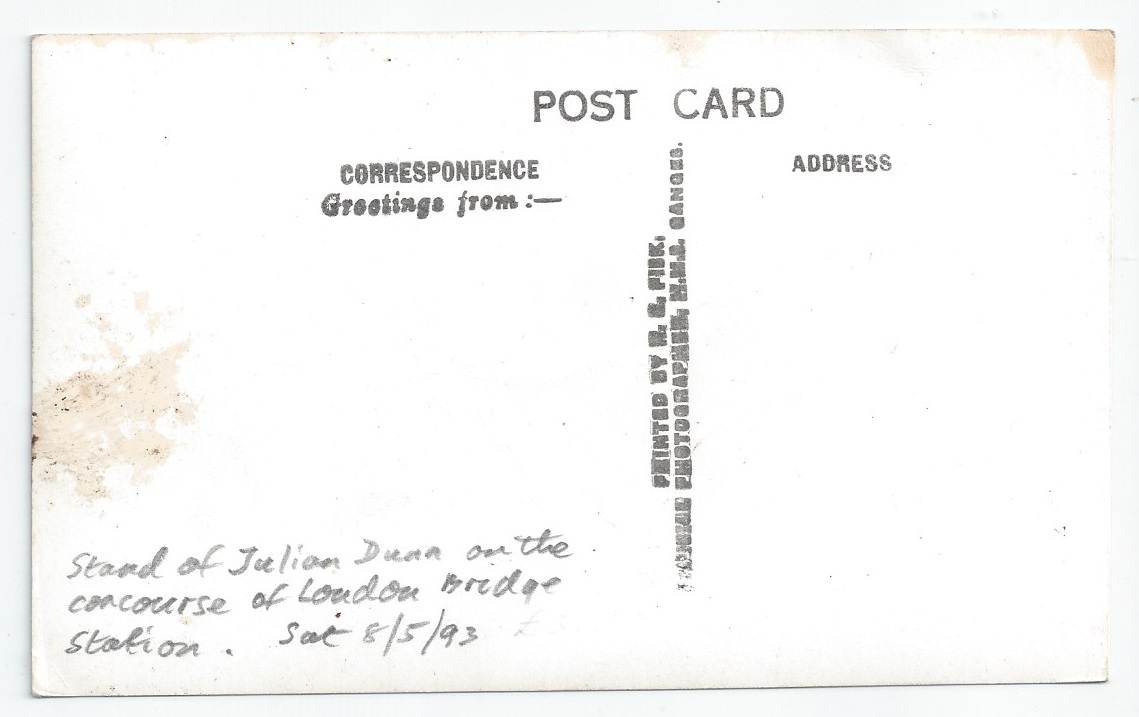 POST CARD
CORRESPONDENCE
Greetings from :—
ADDRESS
PRINTED BY
PHOTOGRAPHER, H.M.S. GANGES.
Stand of Julian Dunn on the
concourse of London Bridge
Station. Sat 8/5/93